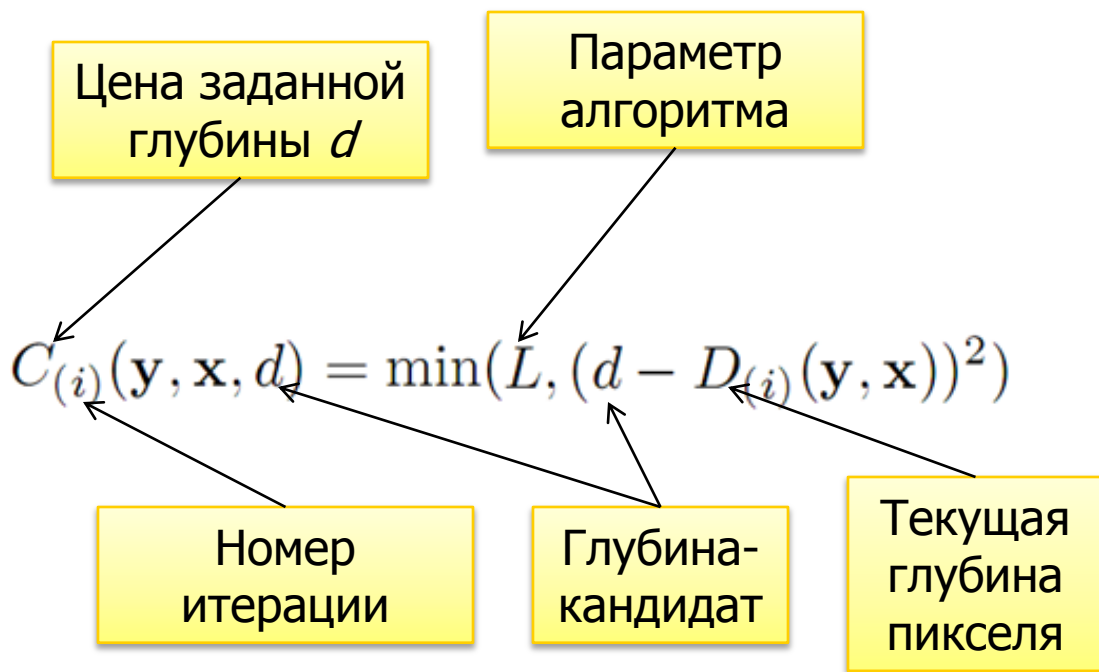 Цена заданной
глубины d
Параметр
алгоритма
C_{(i)}(y, x, d) = min(L, (d − D_{(i)}(y, x))²)
Номер
итерации
Глубина-
кандидат
Текущая
глубина
пикселя